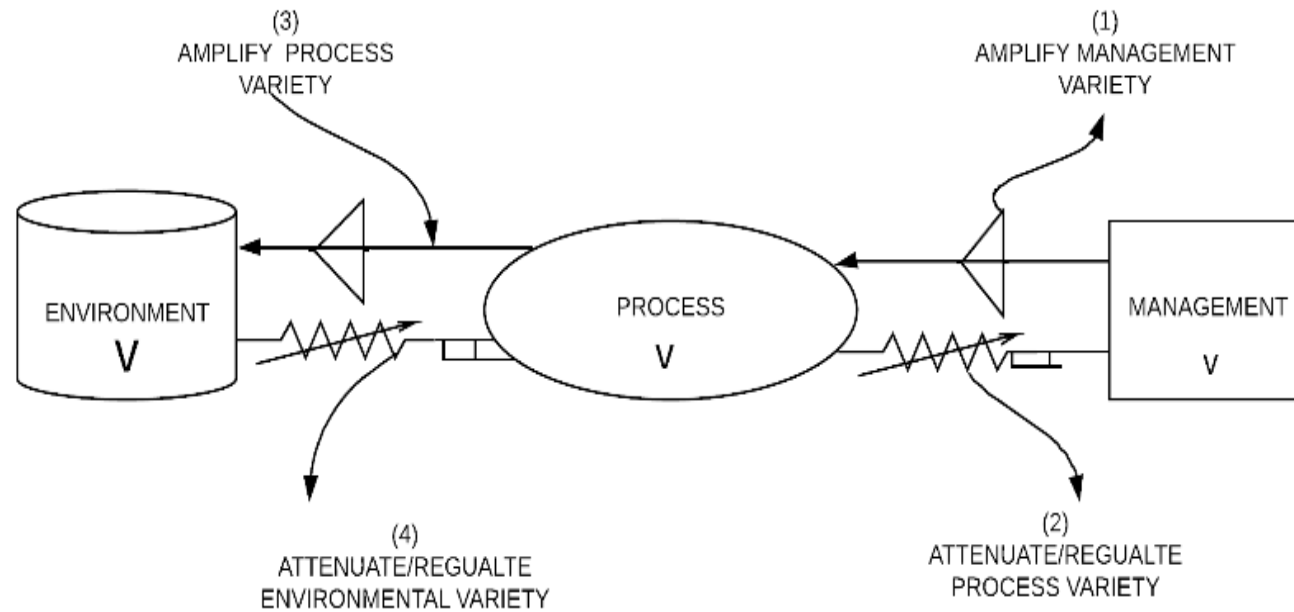 (3)
AMPLIFY PROCESS
VARIETY
(1)
AMPLIFY MANAGEMENT
VARIETY
ENVIRONMENT
V
PROCESS
V
MANAGEMENT
V
(4)
ATTENUATE/REGUALTE
ENVIRONMENTAL VARIETY
(2)
ATTENUATE/REGUALTE
PROCESS VARIETY